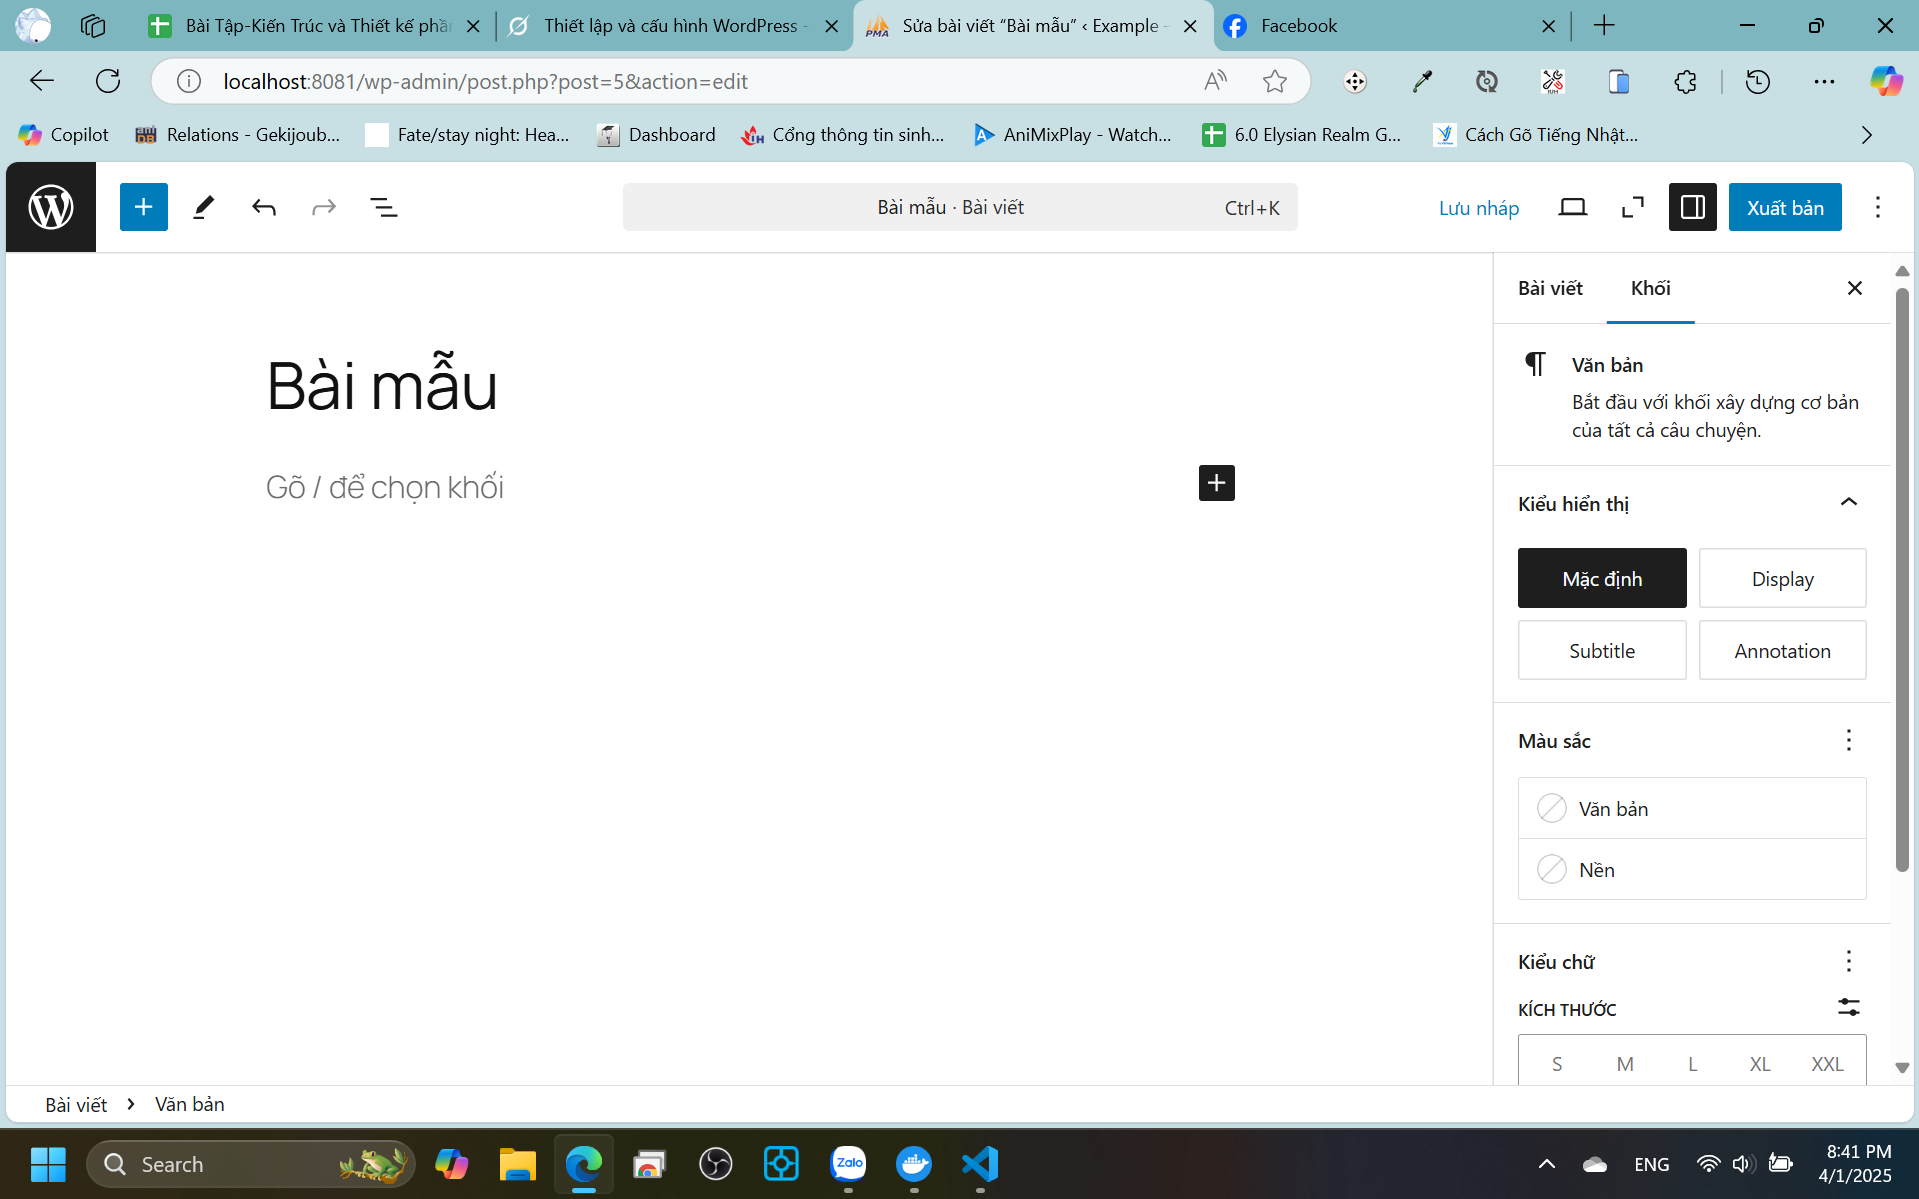 Bài Tập-Kiến Trúc và Thiết kế phần
Thiết lập và cấu hình WordPress -
Sửa bài viết “Bài mẫu” ‹ Example -
Facebook
localhost:8081/wp-admin/post.php?post=5&action=edit
Copilot
Relations - Gekijoub...
Fate/stay night: Hea...
Dashboard
Cổng thông tin sinh...
AniMixPlay - Watch...
6.0 Elysian Realm G...
Cách Gõ Tiếng Nhật...
Bài mẫu · Bài viết
Ctrl+K
Lưu nháp
Xuất bản
Bài viết
Khối
Bài mẫu
Gõ / để chọn khối
Văn bản
Bắt đầu với khối xây dựng cơ bản
của tất cả câu chuyện.
Kiểu hiển thị
Mặc định
Display
Subtitle
Annotation
Màu sắc
Văn bản
Nền
Kiểu chữ
KÍCH THƯỚC
S M L XL XXL
Bài viết › Văn bản
Search
Zalo
ENG
8:41 PM
4/1/2025